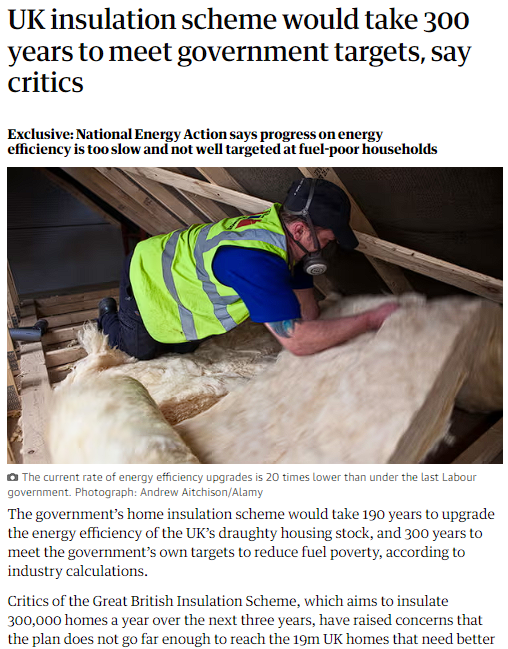 UK insulation scheme would take 300
years to meet government targets, say
critics
Exclusive: National Energy Action says progress on energy
efficiency is too slow and not well targeted at fuel-poor households
The current rate of energy efficiency upgrades is 20 times lower than under the last Labour
government. Photograph: Andrew Aitchison/Alamy
The government’s home insulation scheme would take 190 years to upgrade
the energy efficiency of the UK’s draughty housing stock, and 300 years to
meet the government’s own targets to reduce fuel poverty, according to
industry calculations.
Critics of the Great British Insulation Scheme, which aims to insulate
300,000 homes a year over the next three years, have raised concerns that
the plan does not go far enough to reach the 19m UK homes that need better